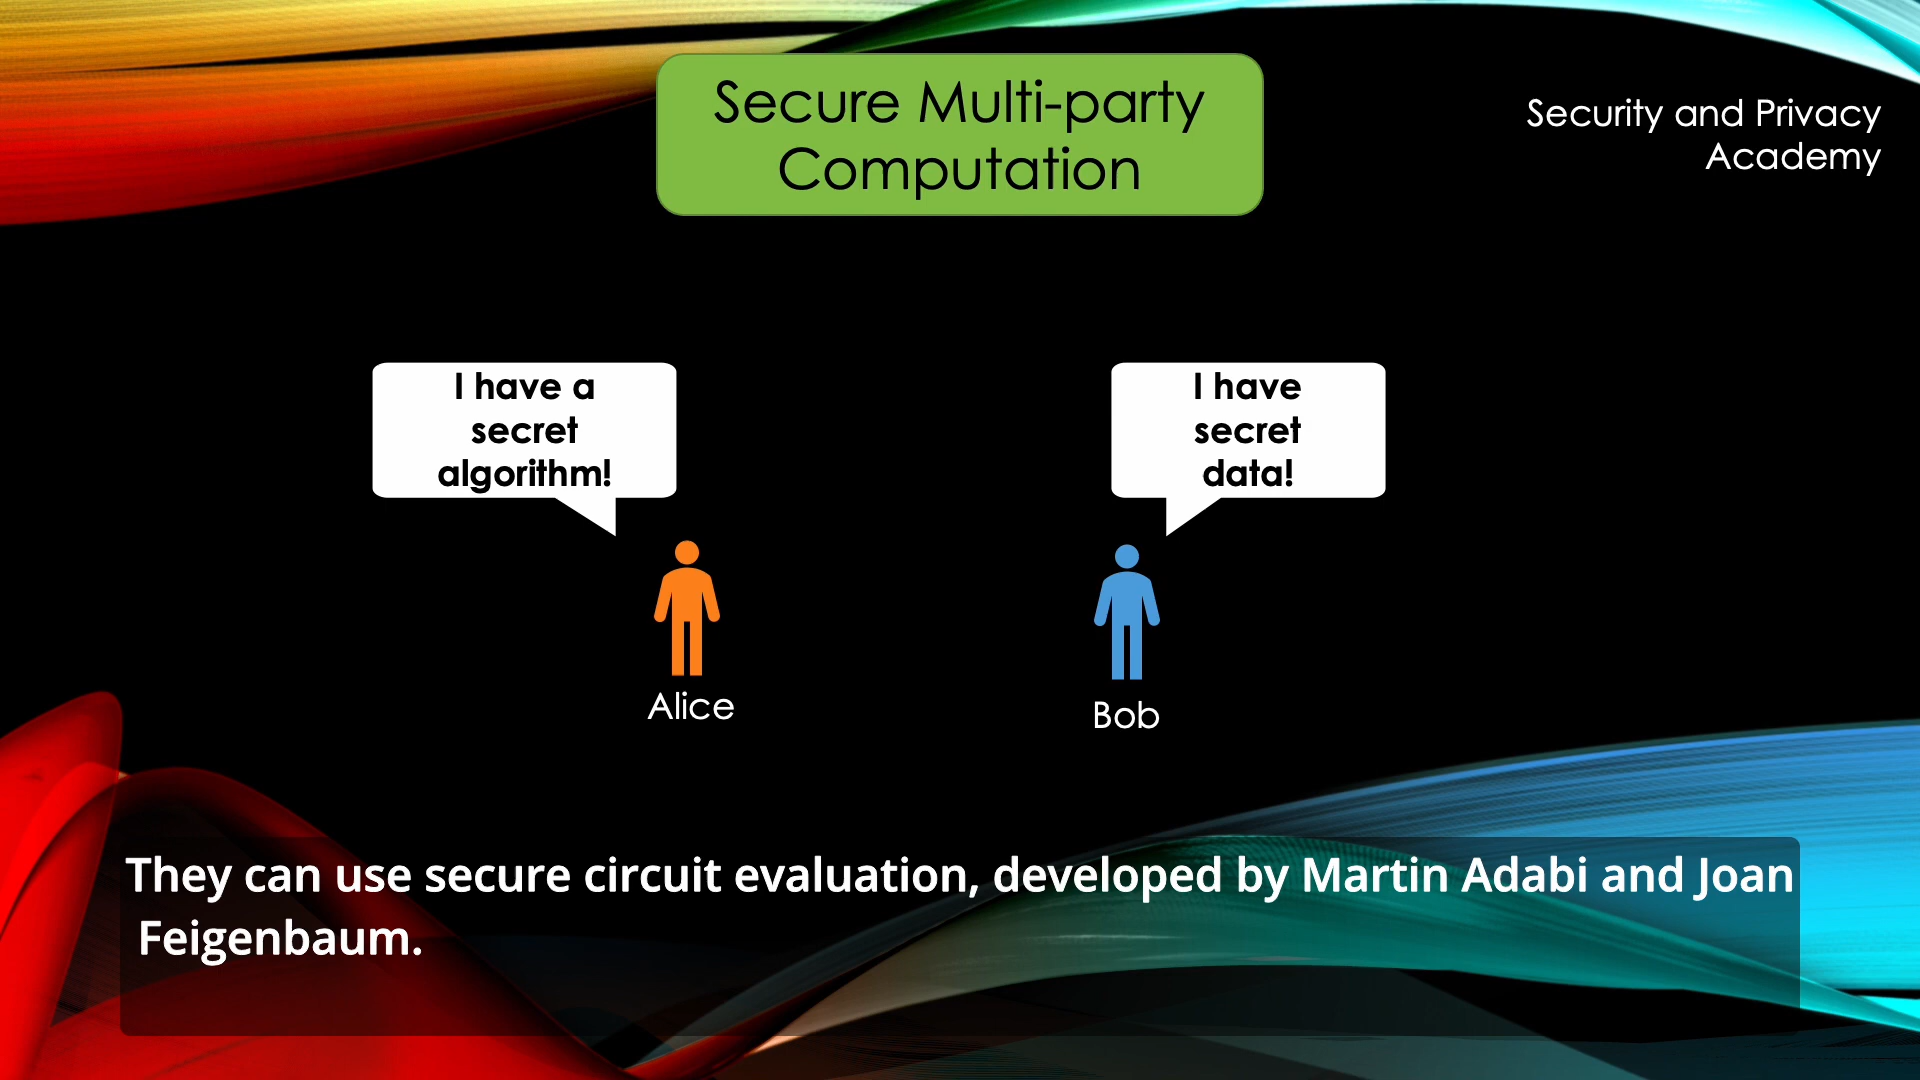 Secure Multi-party
Computation
Security and Privacy
Academy
I have a
secret
algorithm!
I have
secret
data!
Alice
Bob
They can use secure circuit evaluation, developed by Martin Adabi and Joan
Feigenbaum.